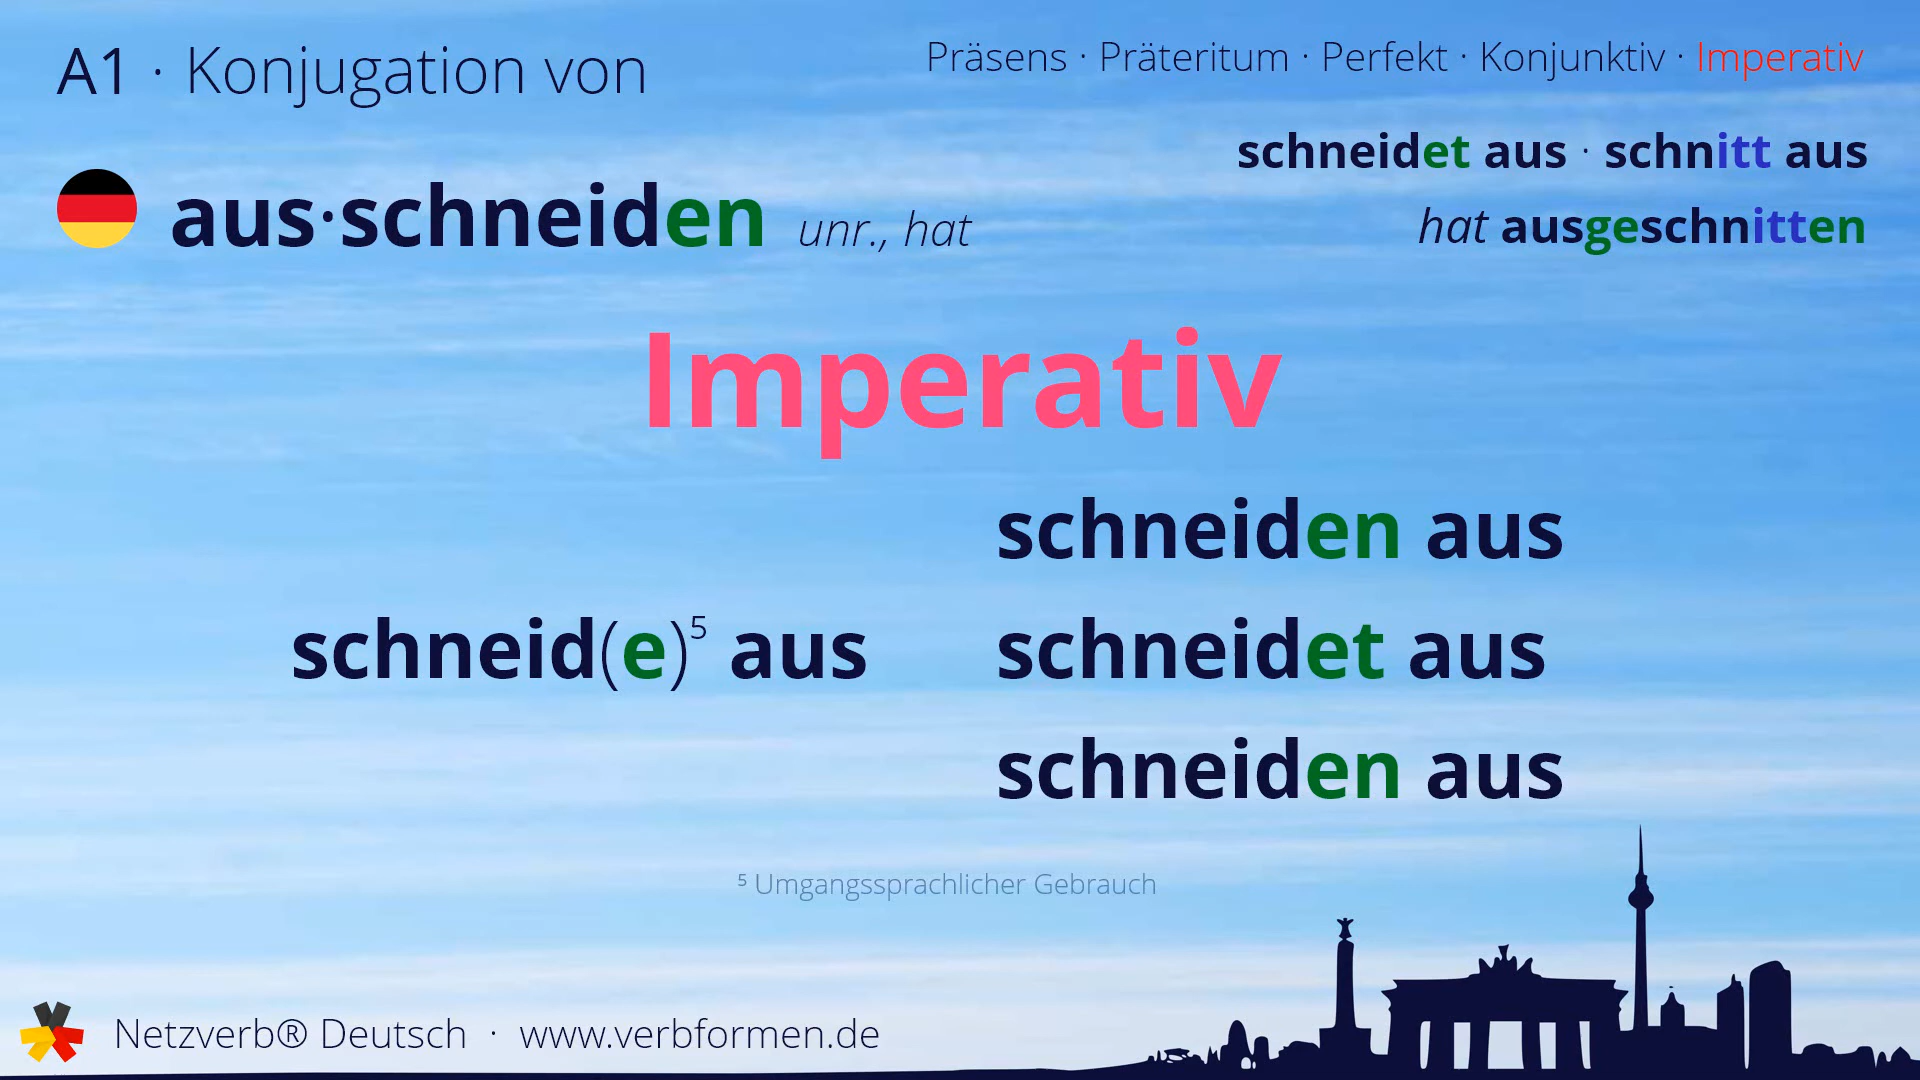 A1 · Konjugation von
Präsens · Präteritum · Perfekt · Konjunktiv · Imperativ
aus·schneiden unr., hat
schneidet aus · schnitt aus
hat ausgeschnitten
Imperativ
schneiden aus
schneid(e)⁵ aus
schneidet aus
schneiden aus
⁵ Umgangssprachlicher Gebrauch
Netzverb® Deutsch · www.verbformen.de